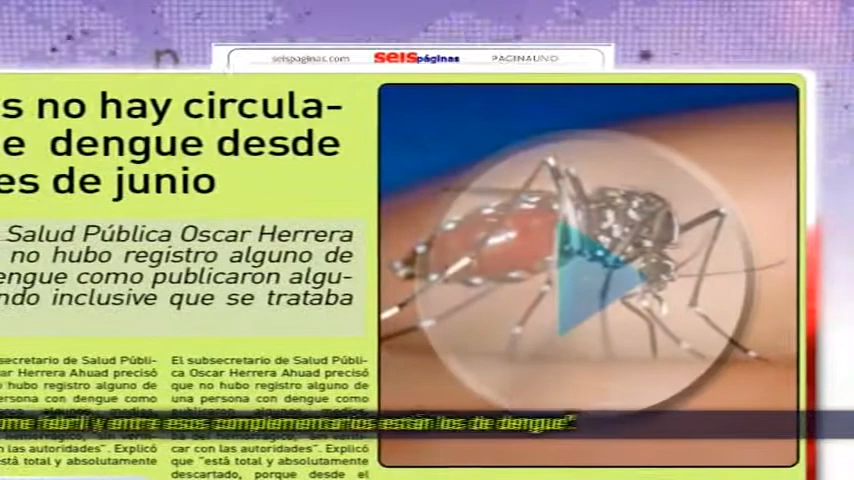 seispaginas.com SEISpáginas PAGINAUNO
s no hay circula-
e dengue desde
es de junio
Salud Pública Oscar Herrera
no hubo registro alguno de
engue como publicaron algu-
ndo inclusive que se trataba
secretario de Salud Públi-
ar Herrera Ahuad precisó
hubo registro alguno de
persona con dengue como
las autoridades". Explicó
stá total y absolutamente
El subsecretario de Salud Públi-
ca Oscar Herrera Ahuad precisó
que no hubo registro alguno de
una persona con dengue como
car con las autoridades". Explicó
que "está total y absolutamente
descartado, porque desde el
ome febril y entre esos complementarios están los de dengue".